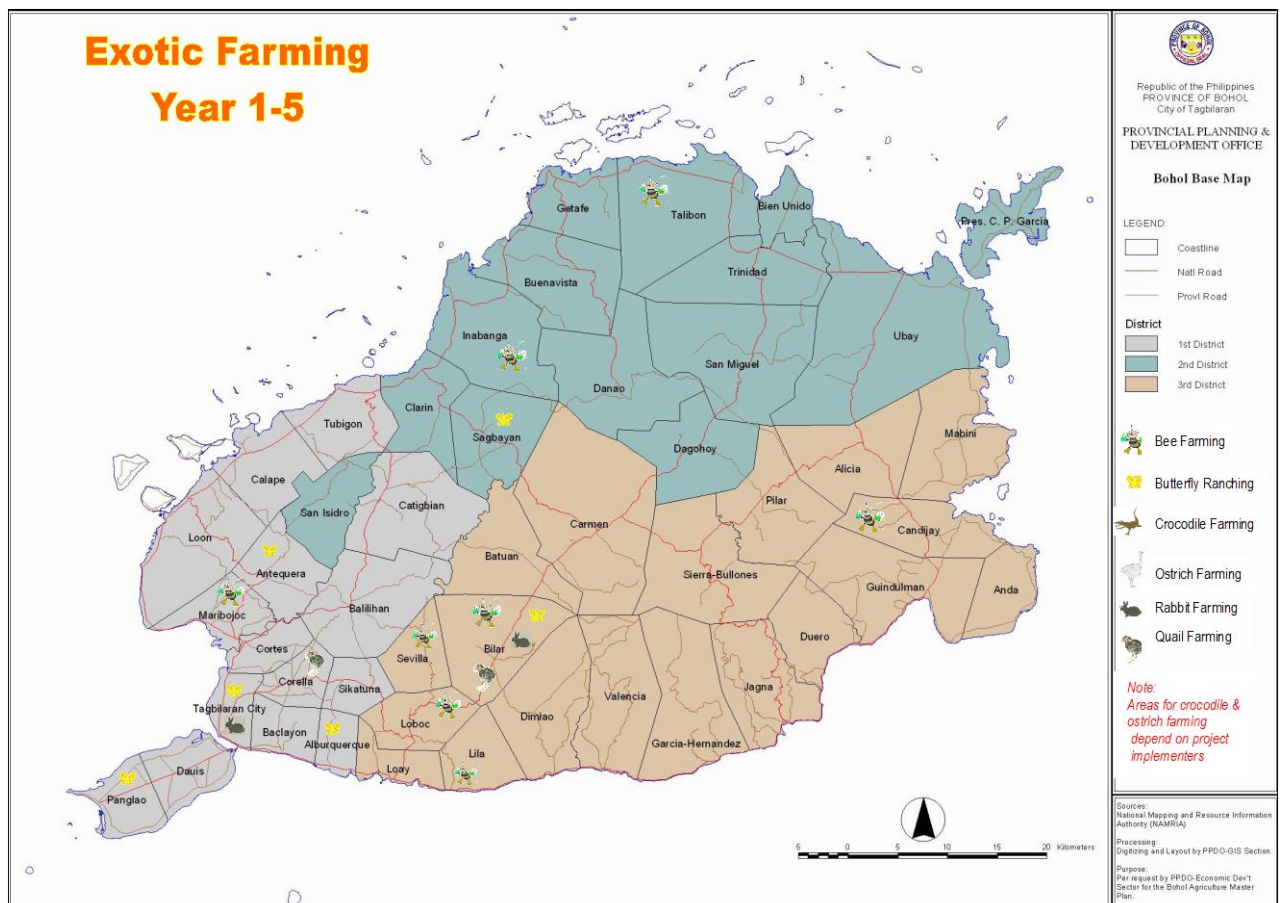 Exotic Farming
Year 1-5
Getafe
Talibon
Bien Unido
Pres. C. P. Garcia
Buenavista
Trinidad
Inabanga
Ubay
San Miguel
Danao
Clarin
Tubigon
Sagbayan
Dagohoy
Mabini
Alicia
Calape
San Isidro
Catigbian
Pilar
Candijay
Loon
Carmen
Antequera
Batuan
Sierra-Bullones
Guindulman
Anda
Maribojoc
Balilihan
Duero
Cortes
Sevilla
Bilar
Corella
Sikatuna
Valencia
Jagna
Tagbilaran City
Baclayon
Alburquerque
Loboc
Dimiao
Garcia-Hernandez
Lila
Loay
Dauis
Panglao
5 0 5 10 15 20 Kilometers
PROVINCE OF BOHOL
OFFICIAL SEAL
Republic of the Philippines
PROVINCE OF BOHOL
City of Tagbilaran
PROVINCIAL PLANNING &
DEVELOPMENT OFFICE
Bohol Base Map
LEGEND:
Coastline
Natl Road
Provl Road
District
1st District
2nd District
3rd District
Bee Farming
Butterfly Ranching
Crocodile Farming
Ostrich Farming
Rabbit Farming
Quail Farming
Note:
Areas for crocodile &
ostrich farming
depend on project
implementers
Sources:
National Mapping and Resource Information
Authority (NAMRIA)
Processing:
Digitizing and Layout by PPDO-GIS Section.
Purpose:
Per request by PPDO-Economic Dev't
Sector for the Bohol Agriculture Master
Plan.